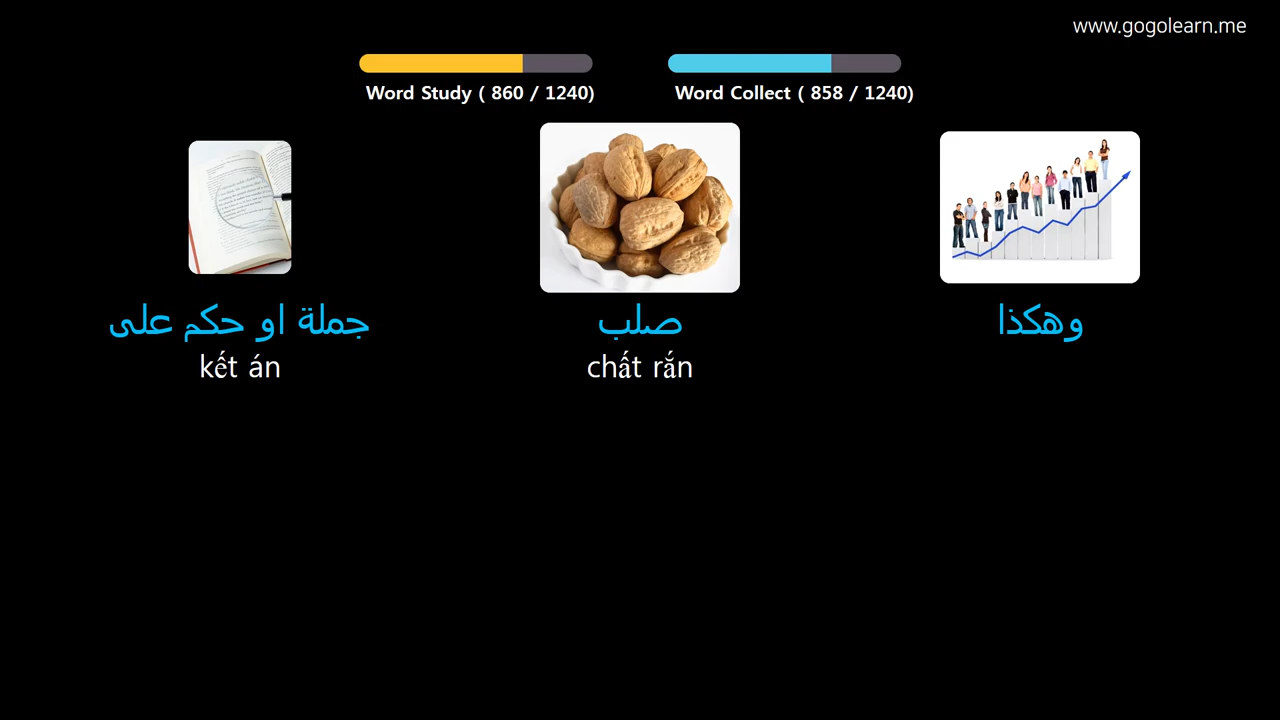 www.gogolearn.me
Word Study ( 860 / 1240)
Word Collect ( 858 / 1240)
جملة او حكم على
kết án
صلب
chất rắn
وهكذا